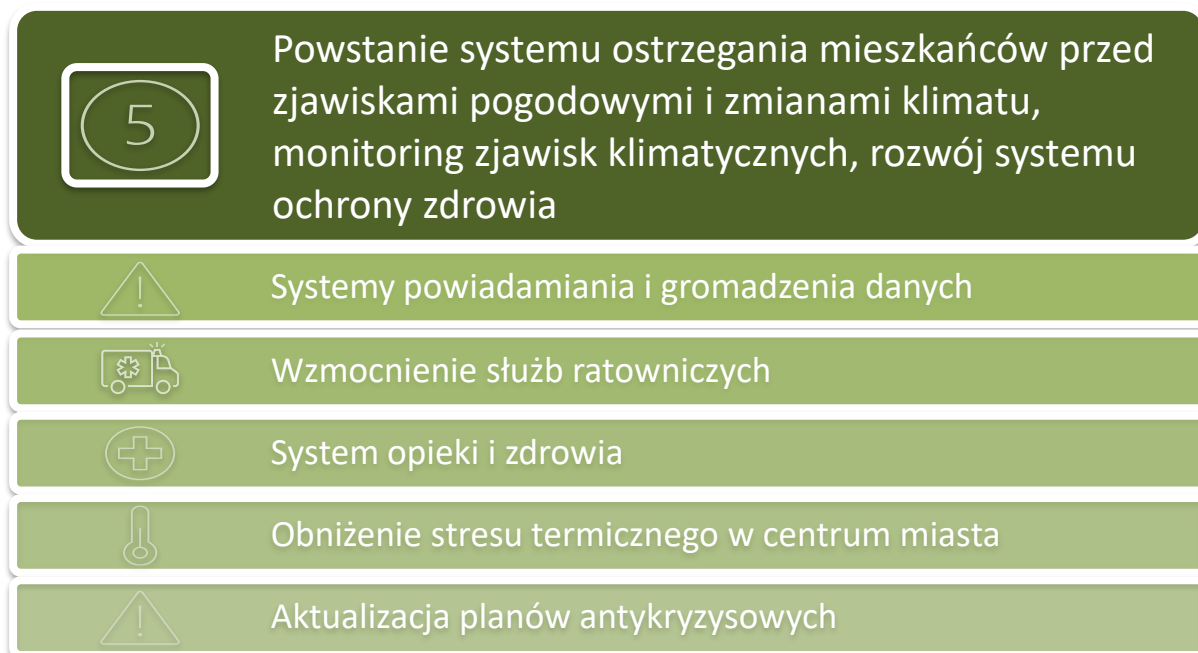 5
Powstanie systemu ostrzegania mieszkańców przed
zjawiskami pogodowymi i zmianami klimatu,
monitoring zjawisk klimatycznych, rozwój systemu
ochrony zdrowia
Systemy powiadamiania i gromadzenia danych
Wzmocnienie służb ratowniczych
System opieki i zdrowia
Obniżenie stresu termicznego w centrum miasta
Aktualizacja planów antykryzysowych